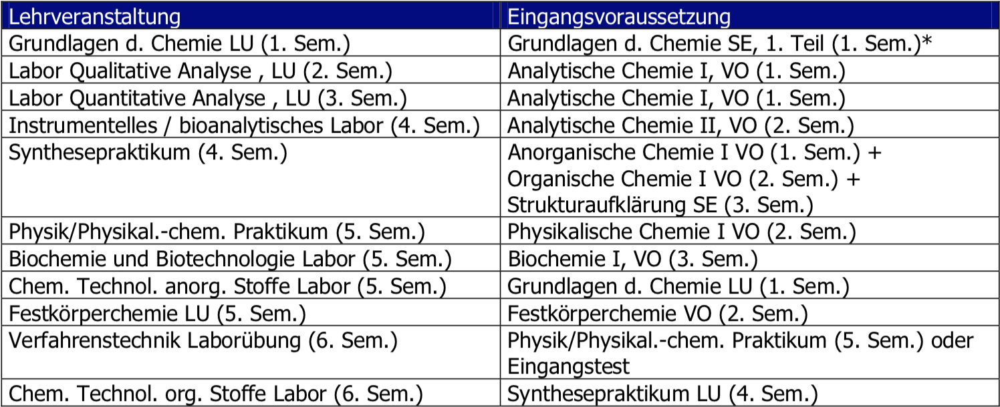 Lehrveranstaltung Eingangsvoraussetzung
Grundlagen d. Chemie LU (1. Sem.) Grundlagen d. Chemie SE, 1. Teil (1. Sem.)*
Labor Qualitative Analyse , LU (2. Sem.) Analytische Chemie I, VO (1. Sem.)
Labor Quantitative Analyse , LU (3. Sem.) Analytische Chemie I, VO (1. Sem.)
Instrumentelles / bioanalytisches Labor (4. Sem.) Analytische Chemie II, VO (2. Sem.)
Synthesepraktikum (4. Sem.) Anorganische Chemie I VO (1. Sem.) +
Organische Chemie I VO (2. Sem.) +
Strukturaufklärung SE (3. Sem.)
Physik/Physikal.-chem. Praktikum (5. Sem.) Physikalische Chemie I VO (2. Sem.)
Biochemie und Biotechnologie Labor (5. Sem.) Biochemie I, VO (3. Sem.)
Chem. Technol. anorg. Stoffe Labor (5. Sem.) Grundlagen d. Chemie LU (1. Sem.)
Festkörperchemie LU (5. Sem.) Festkörperchemie VO (2. Sem.)
Verfahrenstechnik Laborübung (6. Sem.) Physik/Physikal.-chem. Praktikum (5. Sem.) oder
Eingangstest
Chem. Technol. org. Stoffe Labor (6. Sem.) Synthesepraktikum LU (4. Sem.)